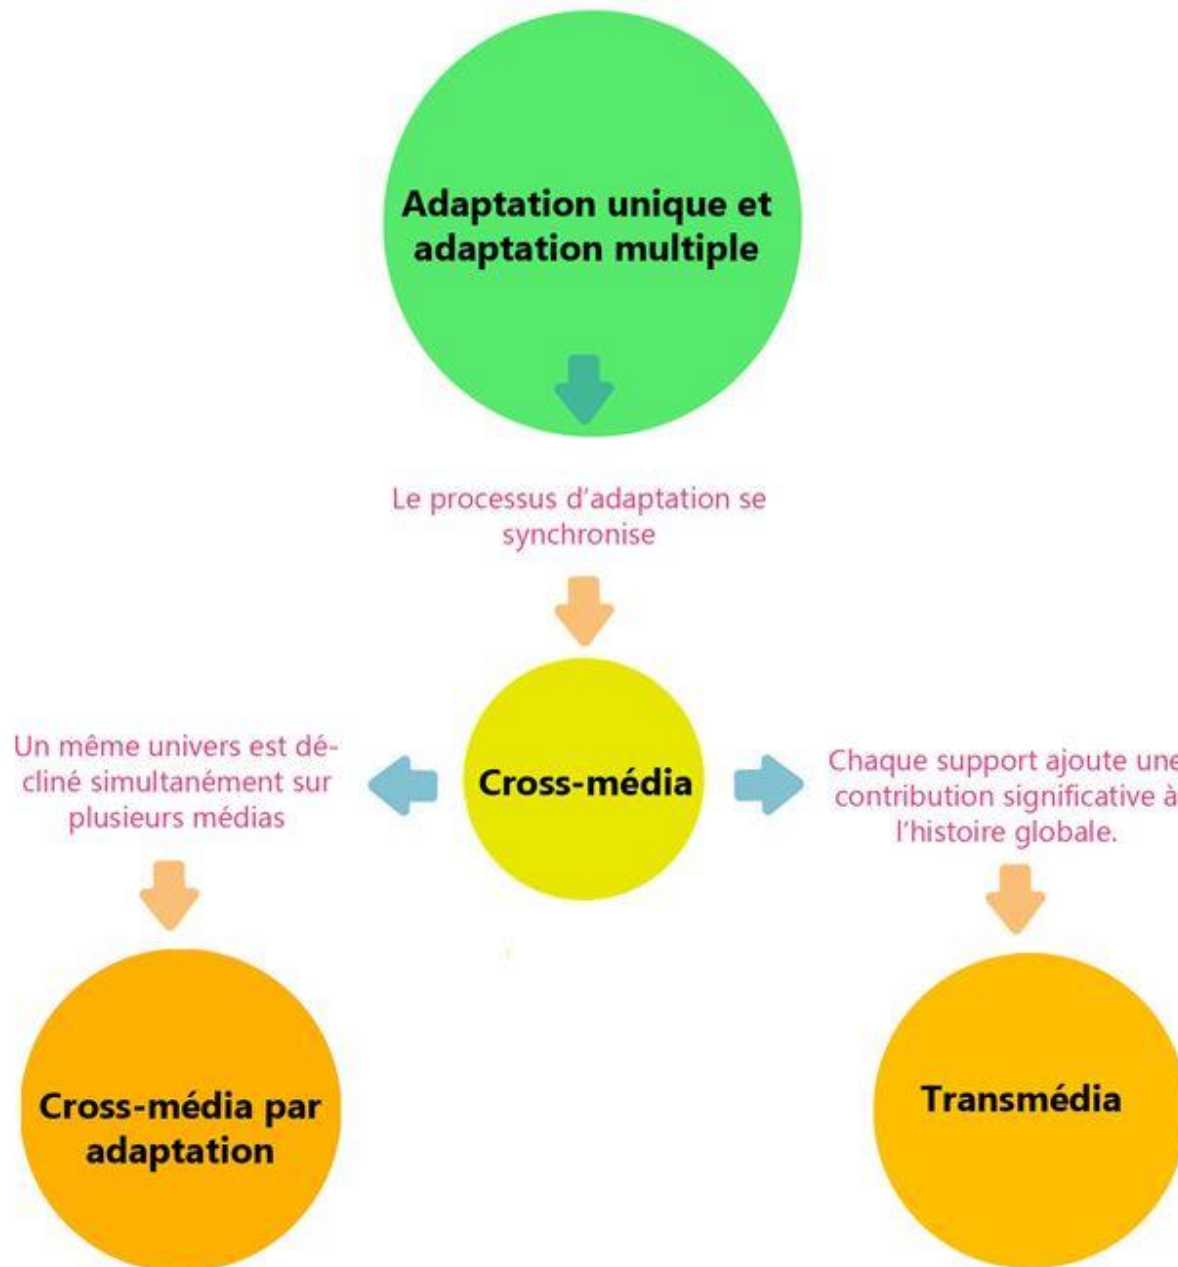 Adaptation unique et
adaptation multiple
Le processus d'adaptation se
synchronise
Un même univers est dé-
cliné simultanément sur
plusieurs médias
Cross-média
Chaque support ajoute une
contribution significative à
l'histoire globale.
Cross-média par
adaptation
Transmédia